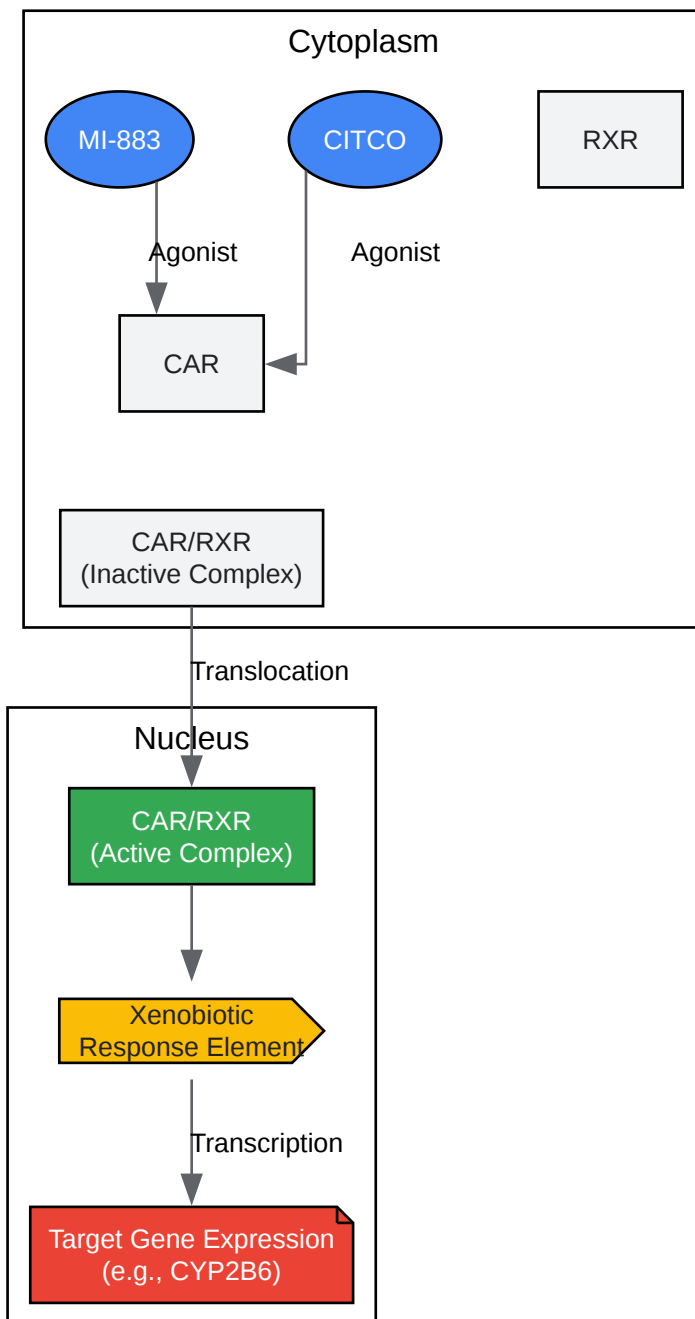 Cytoplasm
MI-883
CITCO
RXR
Agonist
Agonist
CAR
CAR/RXR
(Inactive Complex)
Translocation
Nucleus
CAR/RXR
(Active Complex)
Xenobiotic
Response Element
Transcription
Target Gene Expression
(e.g., CYP2B6)